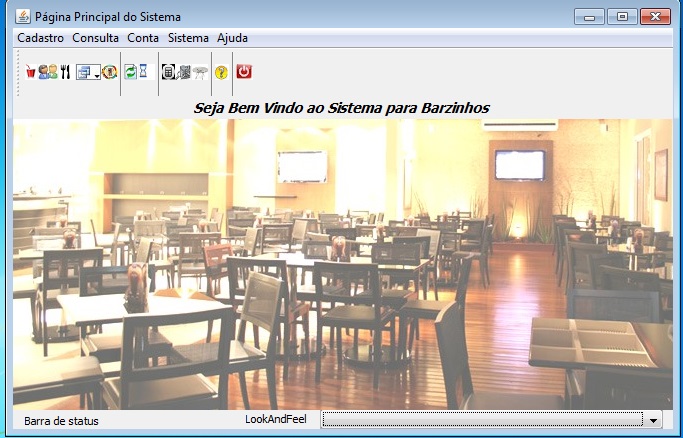 Página Principal do Sistema
Cadastro Consulta Conta Sistema Ajuda
Seja Bem Vindo ao Sistema para Barzinhos
Barra de status
LookAndFeel